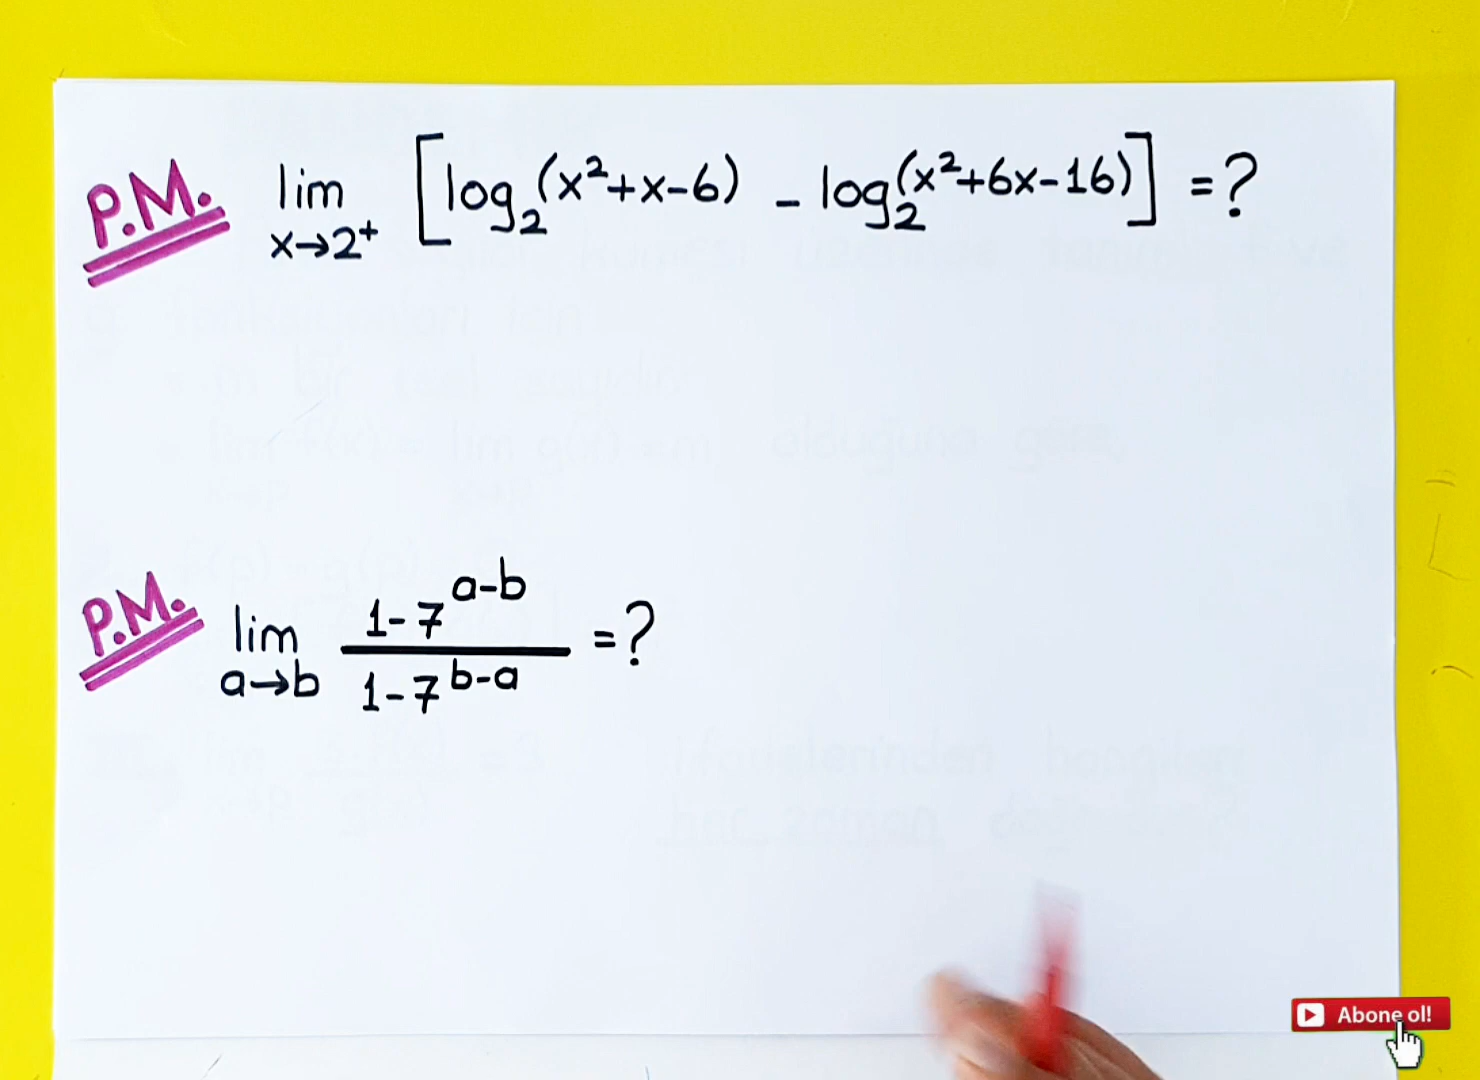 P.M. lim x→2⁺ [log₂(x²+x-6) - log₂(x²+6x-16)] =?
P.M. lim a→b (1-7^(a-b))/(1-7^(b-a)) =?
Abone ol!